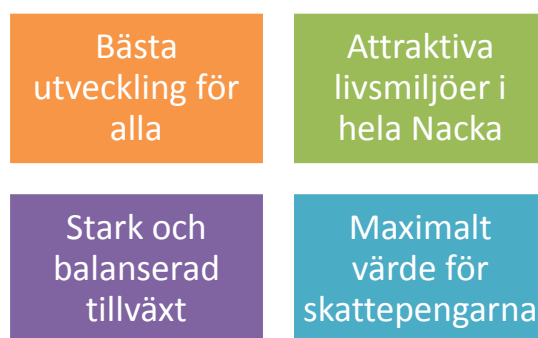 Bästa
utveckling för
alla
Attraktiva
livsmiljöer i
hela Nacka
Stark och
balanserad
tillväxt
Maximalt
värde för
skattepengarna